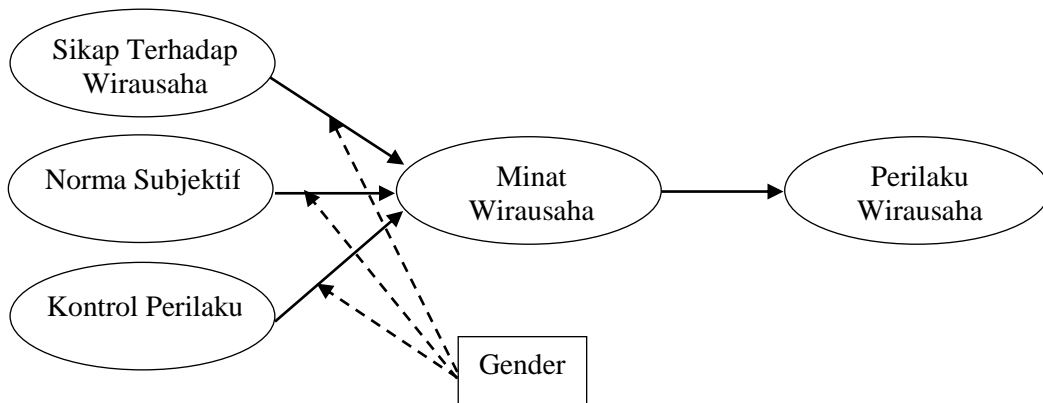 Sikap Terhadap
Wirausaha
Norma Subjektif
Kontrol Perilaku
Minat
Wirausaha
Perilaku
Wirausaha
Gender